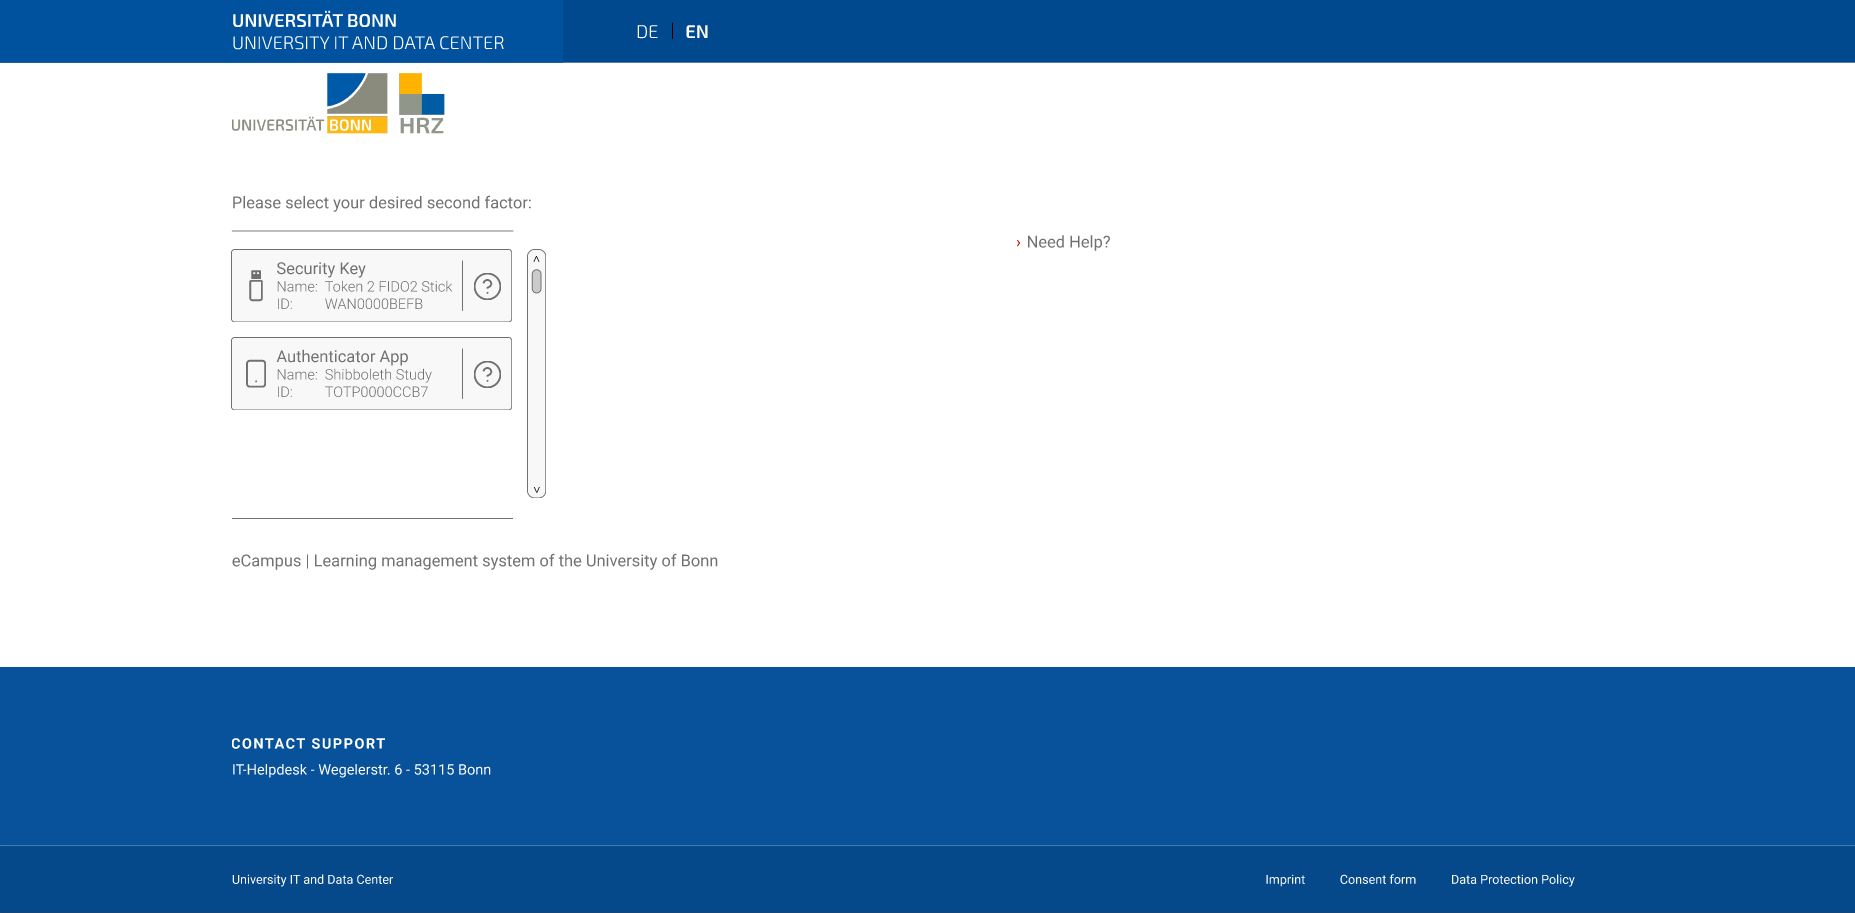 UNIVERSITÄT BONN
UNIVERSITY IT AND DATA CENTER
DE | EN
UNIVERSITÄT BONN HRZ
Please select your desired second factor:
› Need Help?
Security Key
Name: Token 2 FIDO2 Stick
ID: WAN0000BEFB
?
Authenticator App
Name: Shibboleth Study
ID: TOTP0000CCB7
?
eCampus | Learning management system of the University of Bonn
CONTACT SUPPORT
IT-Helpdesk - Wegelerstr. 6 - 53115 Bonn
University IT and Data Center
Imprint Consent form Data Protection Policy